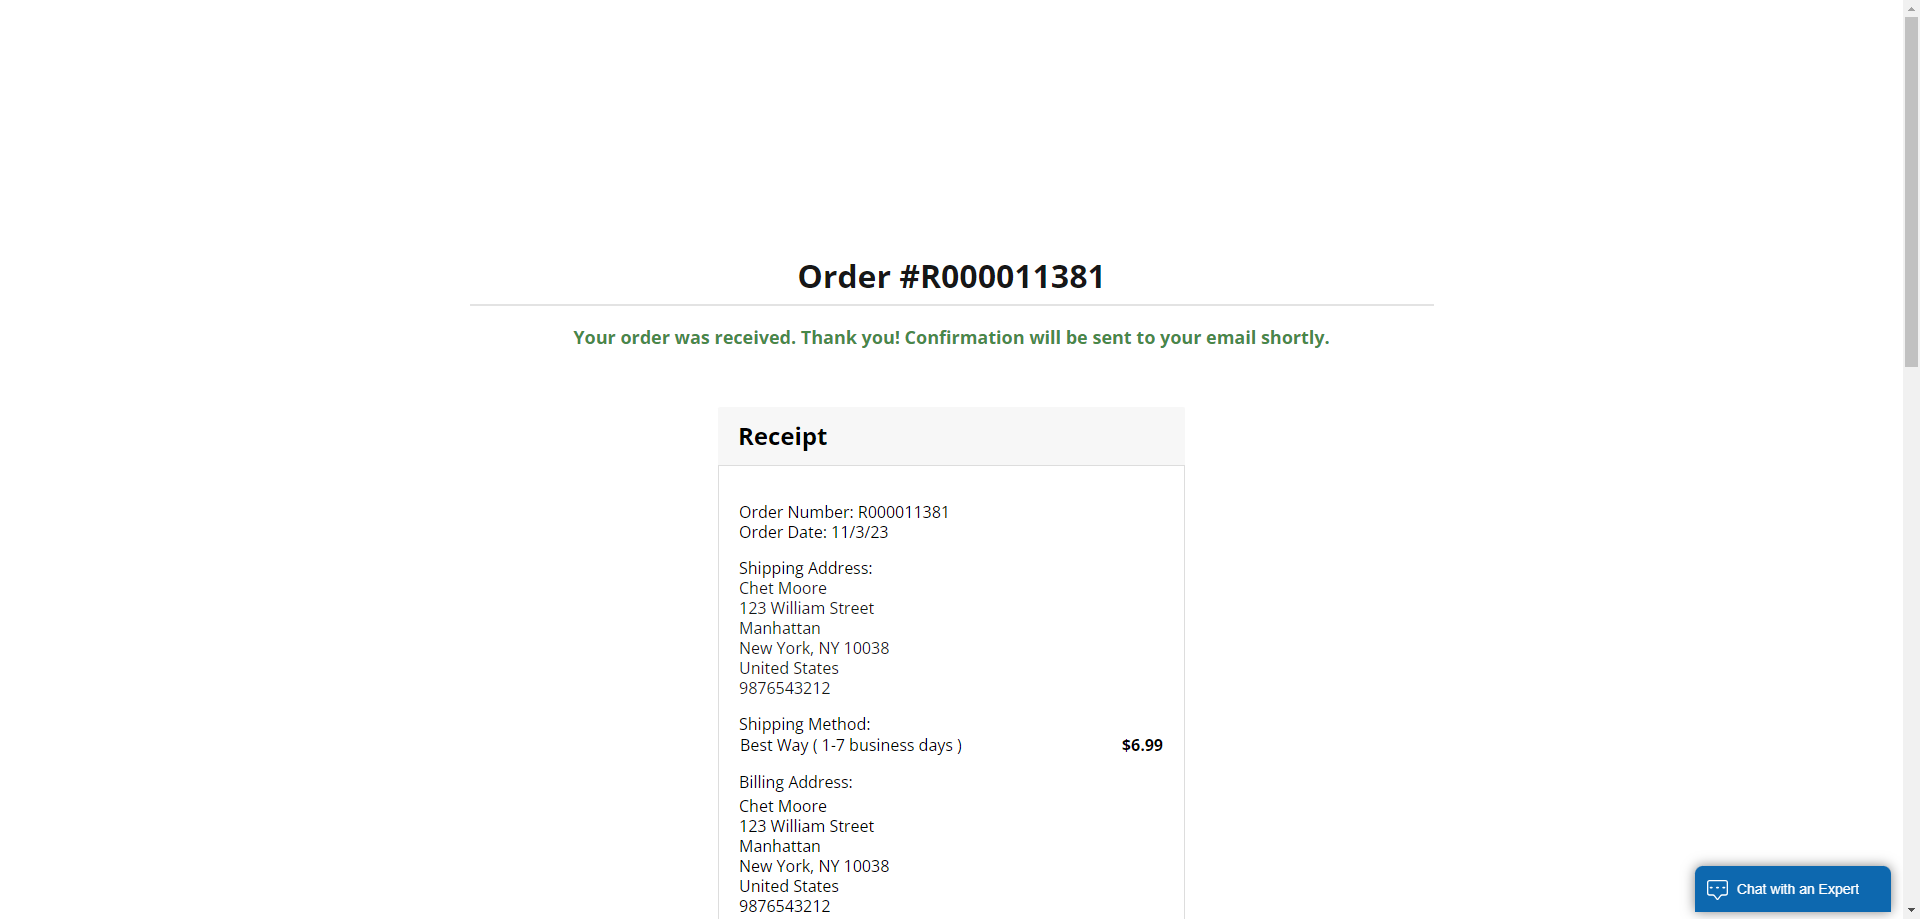 Order #R000011381
Your order was received. Thank you! Confirmation will be sent to your email shortly.
Receipt
Order Number: R000011381
Order Date: 11/3/23
Shipping Address:
Chet Moore
123 William Street
Manhattan
New York, NY 10038
United States
9876543212
Shipping Method:
Best Way ( 1-7 business days ) $6.99
Billing Address:
Chet Moore
123 William Street
Manhattan
New York, NY 10038
United States
9876543212
Chat with an Expert